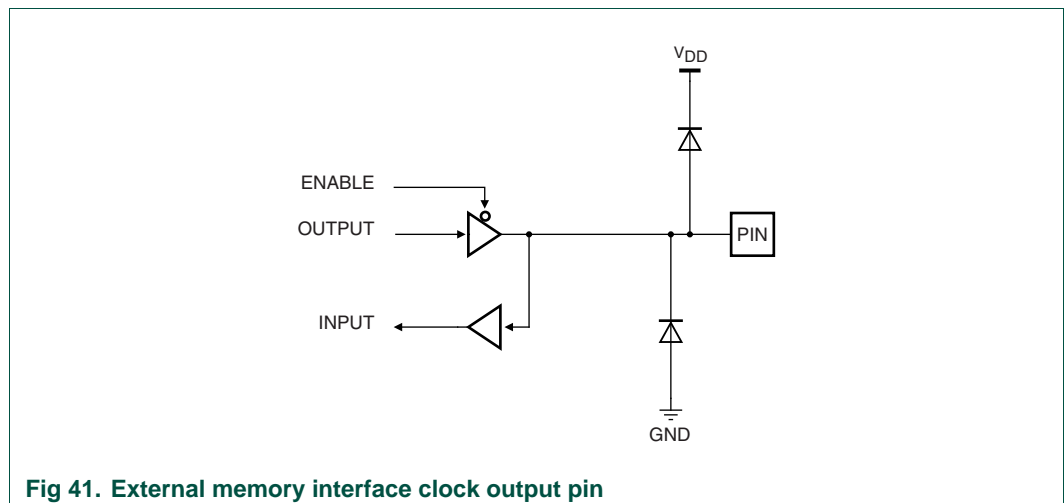 VDD
ENABLE
OUTPUT
PIN
INPUT
GND
Fig 41. External memory interface clock output pin